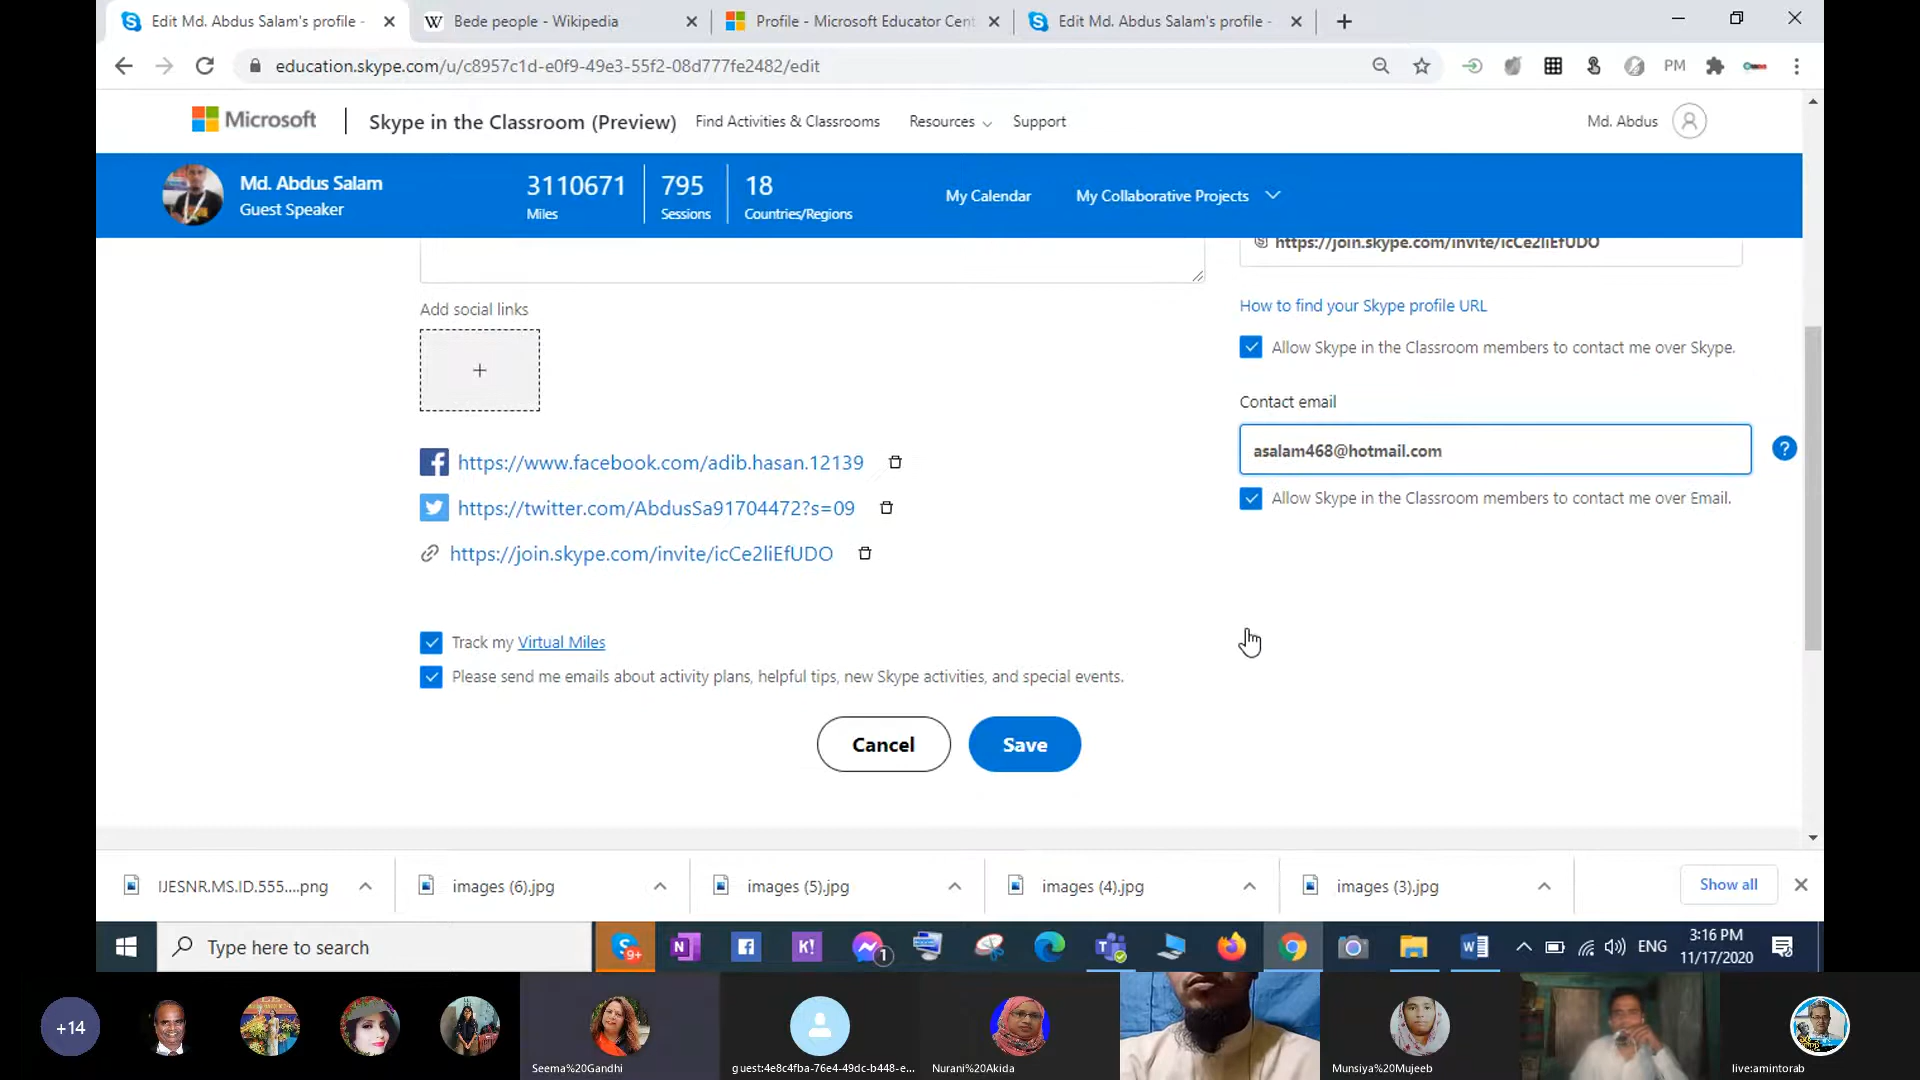 Edit Md. Abdus Salam's profile -
Bede people - Wikipedia
Profile - Microsoft Educator Cent
Edit Md. Abdus Salam's profile -
education.skype.com/u/c8957c1d-e0f9-49e3-55f2-08d777fe2482/edit
PM
Microsoft
Skype in the Classroom (Preview)
Find Activities & Classrooms
Resources
Support
Md. Abdus
Md. Abdus Salam
Guest Speaker
3110671
Miles
795
Sessions
18
Countries/Regions
My Calendar
My Collaborative Projects
https://join.skype.com/invite/icCe2liEfUDO
Add social links
+
How to find your Skype profile URL
Allow Skype in the Classroom members to contact me over Skype.
Contact email
asalam468@hotmail.com
?
Allow Skype in the Classroom members to contact me over Email.
https://www.facebook.com/adib.hasan.12139
https://twitter.com/AbdusSa91704472?s=09
https://join.skype.com/invite/icCe2liEfUDO
Track my Virtual Miles
Please send me emails about activity plans, helpful tips, new Skype activities, and special events.
Cancel
Save
IJESNR.MS.ID.555....png
images (6).jpg
images (5).jpg
images (4).jpg
images (3).jpg
Show all
Type here to search
9+
N
K!
1
ENG
3:16 PM
11/17/2020
+14
Seema%20Gandhi
guest:4e8c4fba-76e4-49dc-b448-e...
Nurani%20Akida
Munsiya%20Mujeeb
live:amintorab